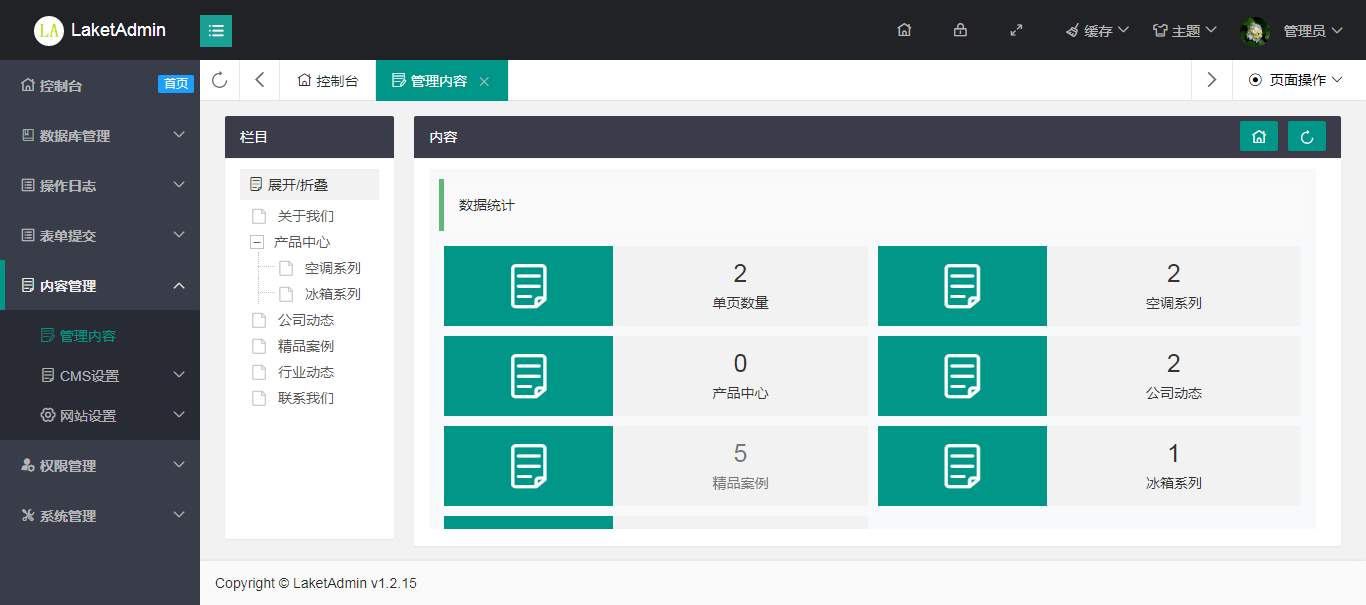 LA LaketAdmin
缓存
主题
管理员
控制台 首页
数据库管理
操作日志
表单提交
内容管理
管理内容
CMS设置
网站设置
权限管理
系统管理
控制台
管理内容
页面操作
栏目
展开/折叠
关于我们
产品中心
空调系列
冰箱系列
公司动态
精品案例
行业动态
联系我们
内容
数据统计
2
单页数量
2
空调系列
0
产品中心
2
公司动态
5
精品案例
1
冰箱系列
Copyright © LaketAdmin v1.2.15